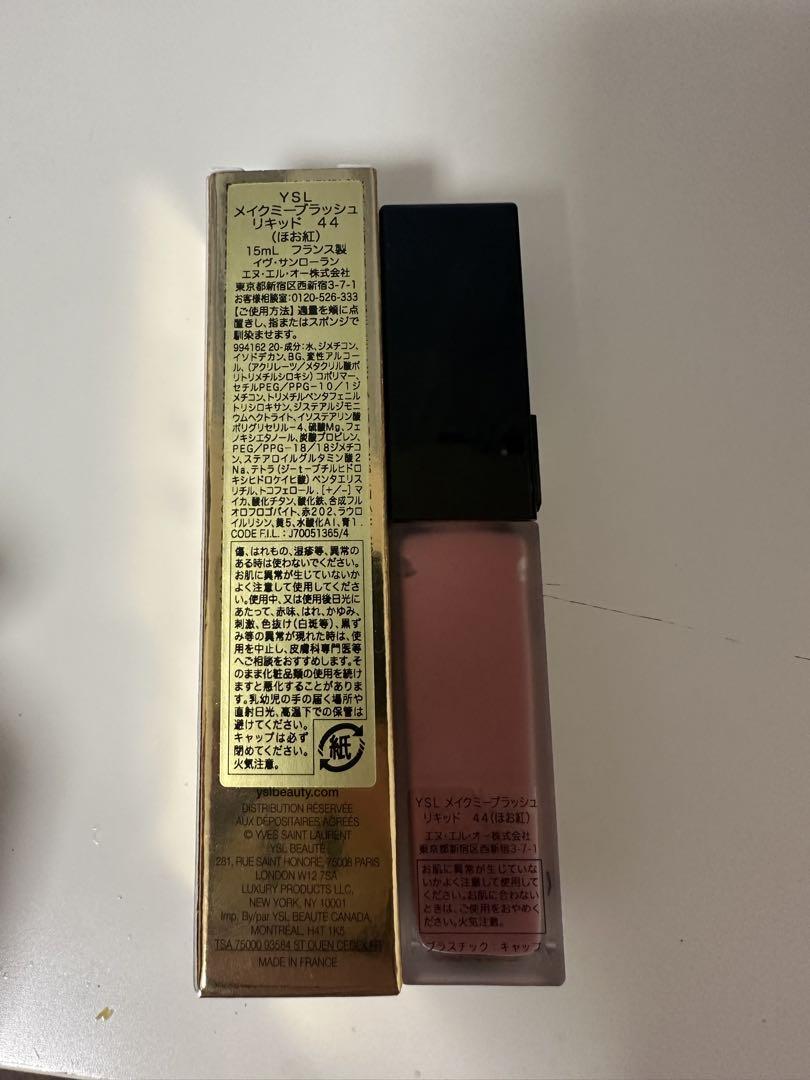 YSL
メイクミーブラッシュ
リキッド 44
(ほお紅)
15mL フランス製
イヴ・サンローラン
エヌ・エル・オー株式会社
東京都新宿区西新宿3-7-1
お客様相談室:0120-526-333
【ご使用方法】適量を頬に点
置きし、指またはスポンジで
馴染ませます。
994162 20-成分:水、ジメチコン、
イソドデカン、BG、変性アルコー
ル、(アクリレーツ/メタクリル酸ポ
リトリメチルシロキシ)コポリマー、
セチルPEG/PPG-10/1ジ
メチコン、トリメチルペンタフェニル
トリシロキサン、ジステアルジモニ
ウムヘクトライト、イソステアリン酸
ポリグリセリル-4、硫酸Mg、フェ
ノキシエタノール、炭酸プロピレン、
PEG/PPG-18/18ジメチコ
ン、ステアロイルグルタミン酸2
Na、テトラ(ジーt-ブチルヒドロ
キシヒドロケイヒ酸)ペンタエリス
リチル、トコフェロール、[+/-]マ
イカ、酸化チタン、酸化鉄、合成フル
オロフロゴパイト、赤202、ラウロ
イルリシン、黄5、水酸化Al、青1.
CODE F.I.L.: J70051365/4
傷、はれもの、湿疹等、異常の
ある時は使わないでください。
お肌に異常が生じていないか
よく注意して使用してくださ
い。使用中、又は使用後日光に
あたって、赤味、はれ、かゆみ、
刺激、色抜け(白斑等)、黒ず
み等の異常が現れた時は、使
用を中止し、皮膚科専門医等
へご相談をおすすめします。そ
のまま化粧品類の使用を続け
ますと悪化することがありま
す。乳幼児の手の届く場所や
直射日光、高温下での保管は
避けてください。
キャップは必ず
閉めてください。
火気注意。
紙
yslbeauty.com
DISTRIBUTION RÉSERVÉE
AUX DÉPOSITAIRES AGRÉÉS
© YVES SAINT LAURENT
YSL BEAUTÉ
281, RUE SAINT HONORÉ, 75008 PARIS
LONDON W12 7SA
LUXURY PRODUCTS LLC,
NEW YORK, NY 10001
Imp. By/par YSL BEAUTÉ CANADA,
MONTRÉAL, H4T 1K5
TSA 75000 93584 ST OUEN CEDEX-FR
MADE IN FRANCE
YSL メイクミーブラッシュ
リキッド 44(ほお紅)
エヌ・エル・オー株式会社
東京都新宿区西新宿3-7-1
お肌に異常が生じていな
いかよく注意して使用して
ください。お肌に合わない
ときは、ご使用をおやめく
ださい。火気注意。
プラスチック:キャップ